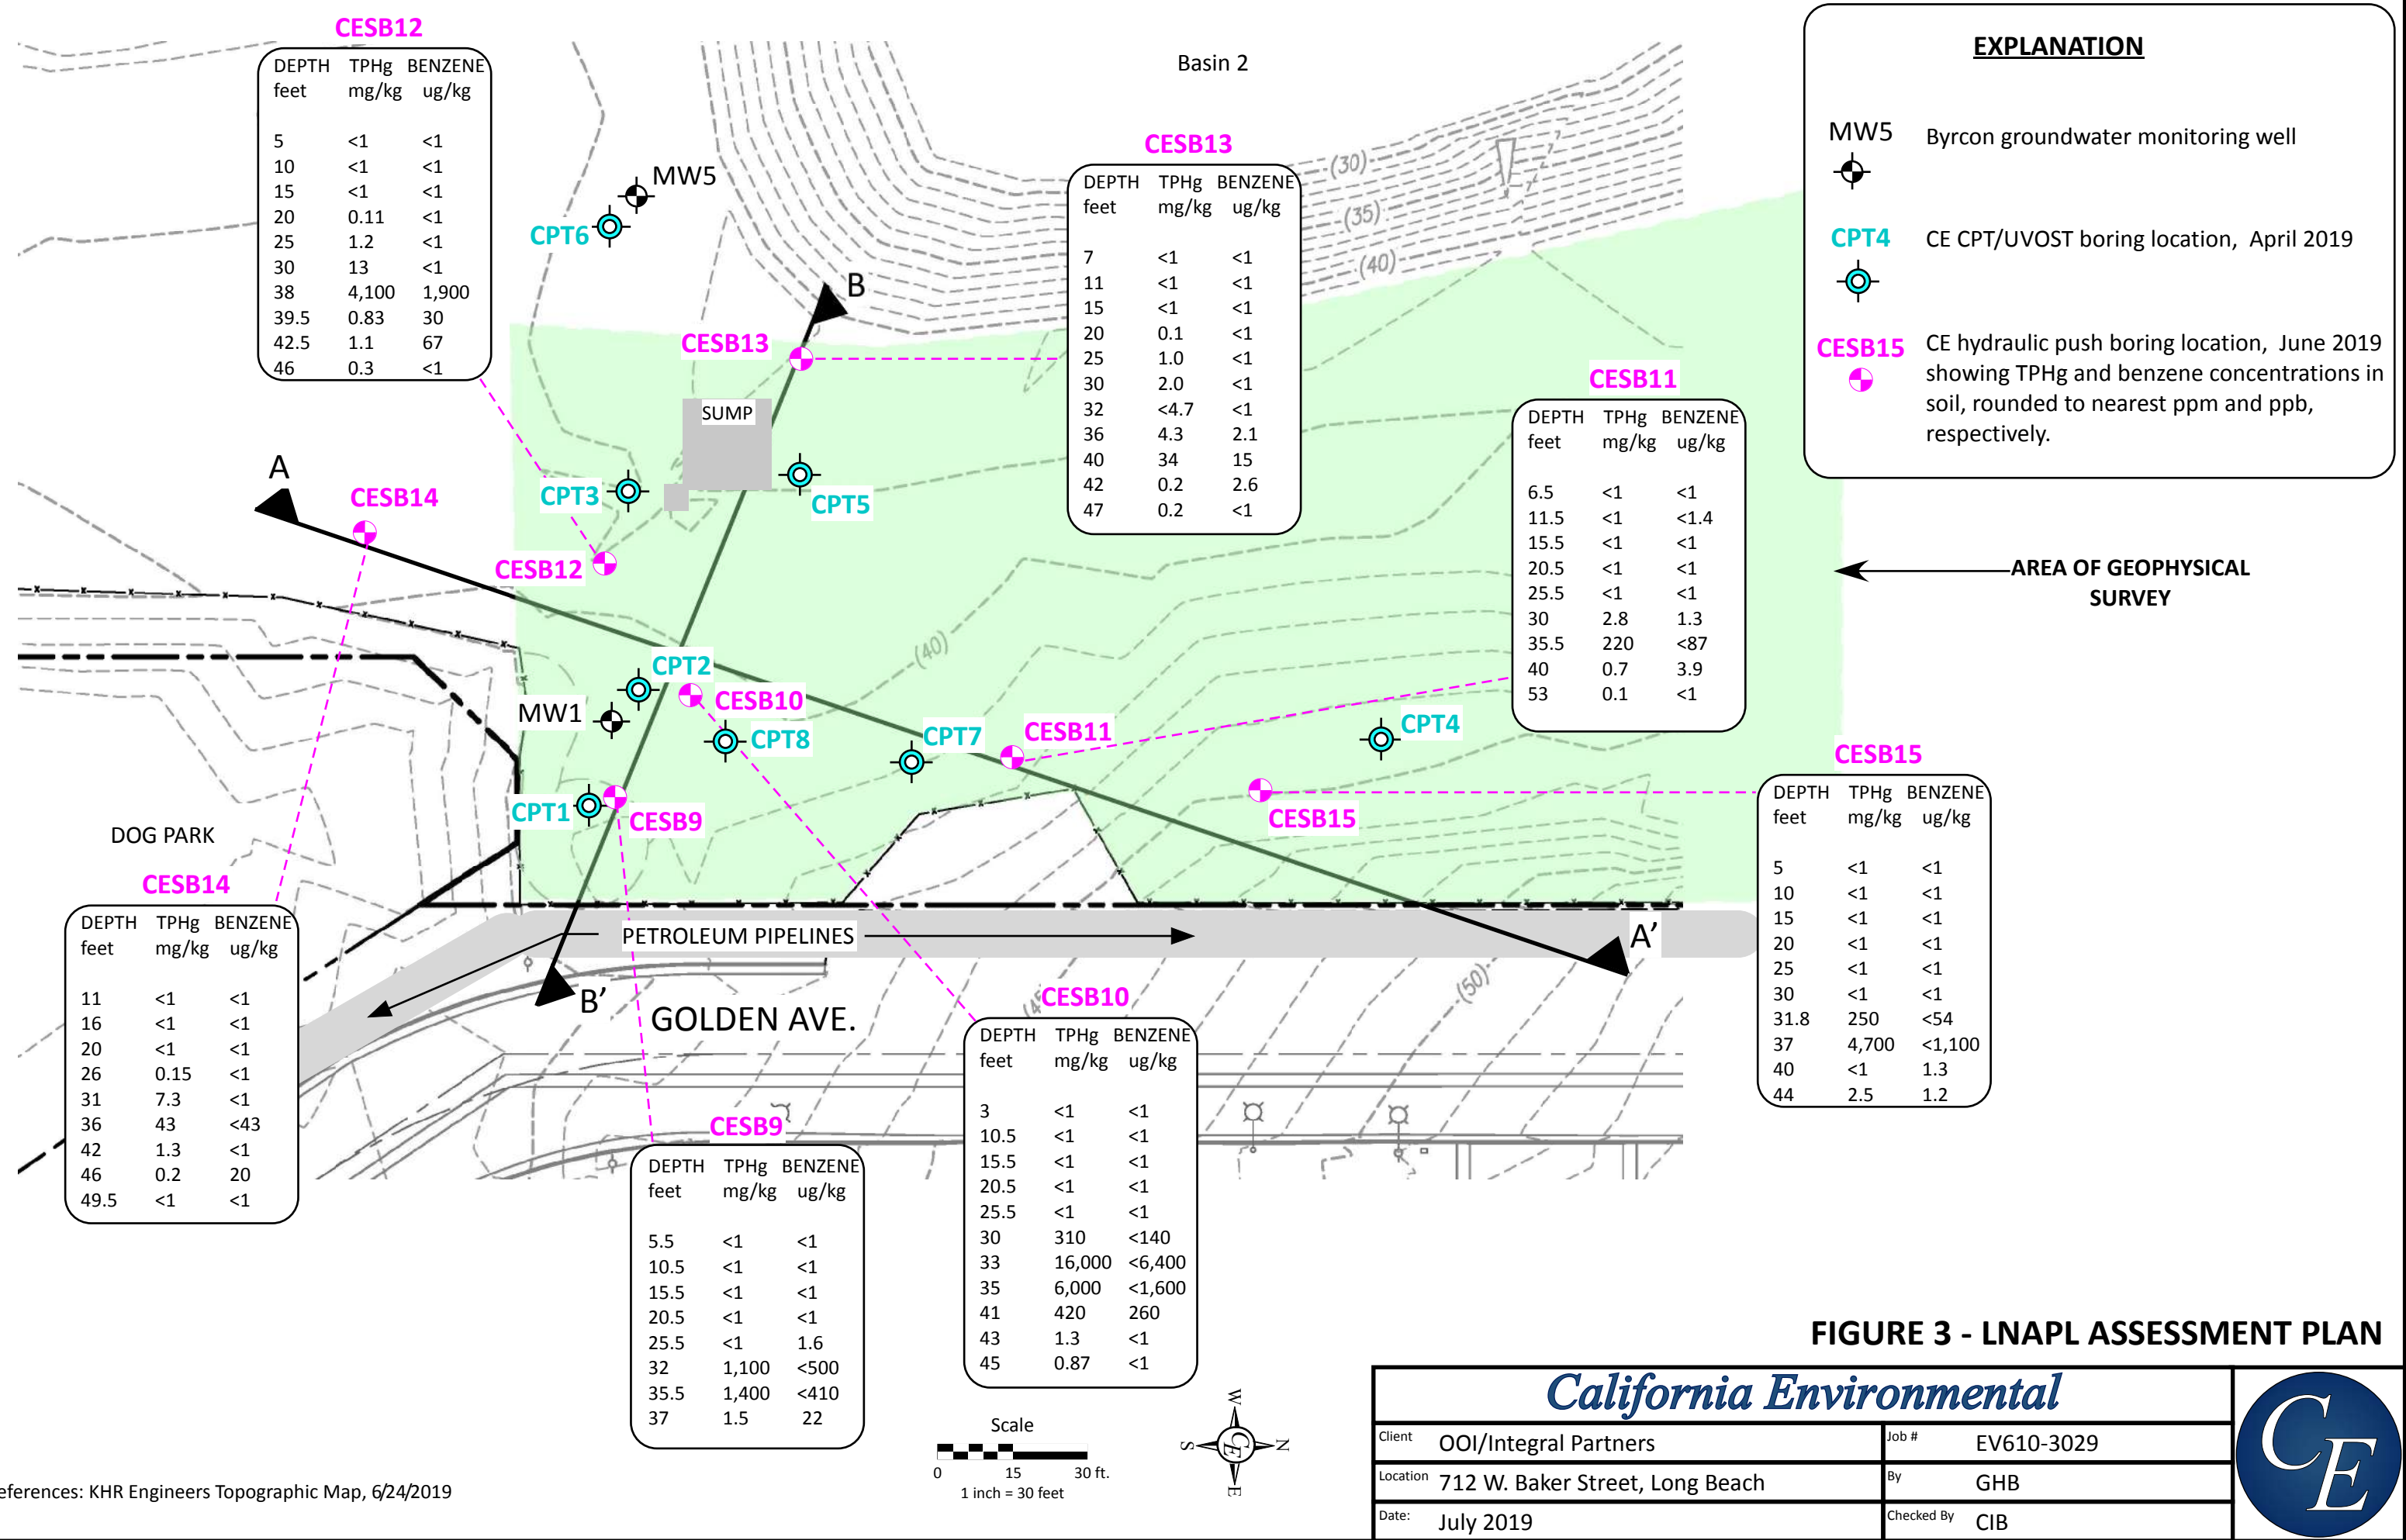 CESB12
DEPTH TPHg BENZENE
feet mg/kg ug/kg
5 <1 <1
10 <1 <1
15 <1 <1
20 0.11 <1
25 1.2 <1
30 13 <1
38 4,100 1,900
39.5 0.83 30
42.5 1.1 67
46 0.3 <1
Basin 2
CESB13
DEPTH TPHg BENZENE
feet mg/kg ug/kg
7 <1 <1
11 <1 <1
15 <1 <1
20 0.1 <1
25 1.0 <1
30 2.0 <1
32 <4.7 <1
36 4.3 2.1
40 34 15
42 0.2 2.6
47 0.2 <1
EXPLANATION
MW5 Byrcon groundwater monitoring well
CPT4 CE CPT/UVOST boring location, April 2019
CESB15 CE hydraulic push boring location, June 2019
showing TPHg and benzene concentrations in
soil, rounded to nearest ppm and ppb,
respectively.
(30)
(35)
(40)
MW5
CPT6
B
CESB13
SUMP
CESB11
DEPTH TPHg BENZENE
feet mg/kg ug/kg
6.5 <1 <1
11.5 <1 <1.4
15.5 <1 <1
20.5 <1 <1
25.5 <1 <1
30 2.8 1.3
35.5 220 <87
40 0.7 3.9
53 0.1 <1
A
CESB14
CPT3
CPT5
CESB12
AREA OF GEOPHYSICAL
SURVEY
(40)
CPT2
CESB10
MW1
CPT8
CPT7
CESB11
CPT4
CPT1
CESB9
CESB15
CESB15
DEPTH TPHg BENZENE
feet mg/kg ug/kg
5 <1 <1
10 <1 <1
15 <1 <1
20 <1 <1
25 <1 <1
30 <1 <1
31.8 250 <54
37 4,700 <1,100
40 <1 1.3
44 2.5 1.2
DOG PARK
CESB14
DEPTH TPHg BENZENE
feet mg/kg ug/kg
11 <1 <1
16 <1 <1
20 <1 <1
26 0.15 <1
31 7.3 <1
36 43 <43
42 1.3 <1
46 0.2 20
49.5 <1 <1
PETROLEUM PIPELINES
A’
B’
GOLDEN AVE.
(50)
CESB10
DEPTH TPHg BENZENE
feet mg/kg ug/kg
3 <1 <1
10.5 <1 <1
15.5 <1 <1
20.5 <1 <1
25.5 <1 <1
30 310 <140
33 16,000 <6,400
35 6,000 <1,600
41 420 260
43 1.3 <1
45 0.87 <1
CESB9
DEPTH TPHg BENZENE
feet mg/kg ug/kg
5.5 <1 <1
10.5 <1 <1
15.5 <1 <1
20.5 <1 <1
25.5 <1 1.6
32 1,100 <500
35.5 1,400 <410
37 1.5 22
Scale
0 15 30 ft.
1 inch = 30 feet
W
S CE N
E
eferences: KHR Engineers Topographic Map, 6/24/2019
FIGURE 3 - LNAPL ASSESSMENT PLAN
California Environmental
Client OOI/Integral Partners Job # EV610-3029
Location 712 W. Baker Street, Long Beach By GHB
Date: July 2019 Checked By CIB
CE